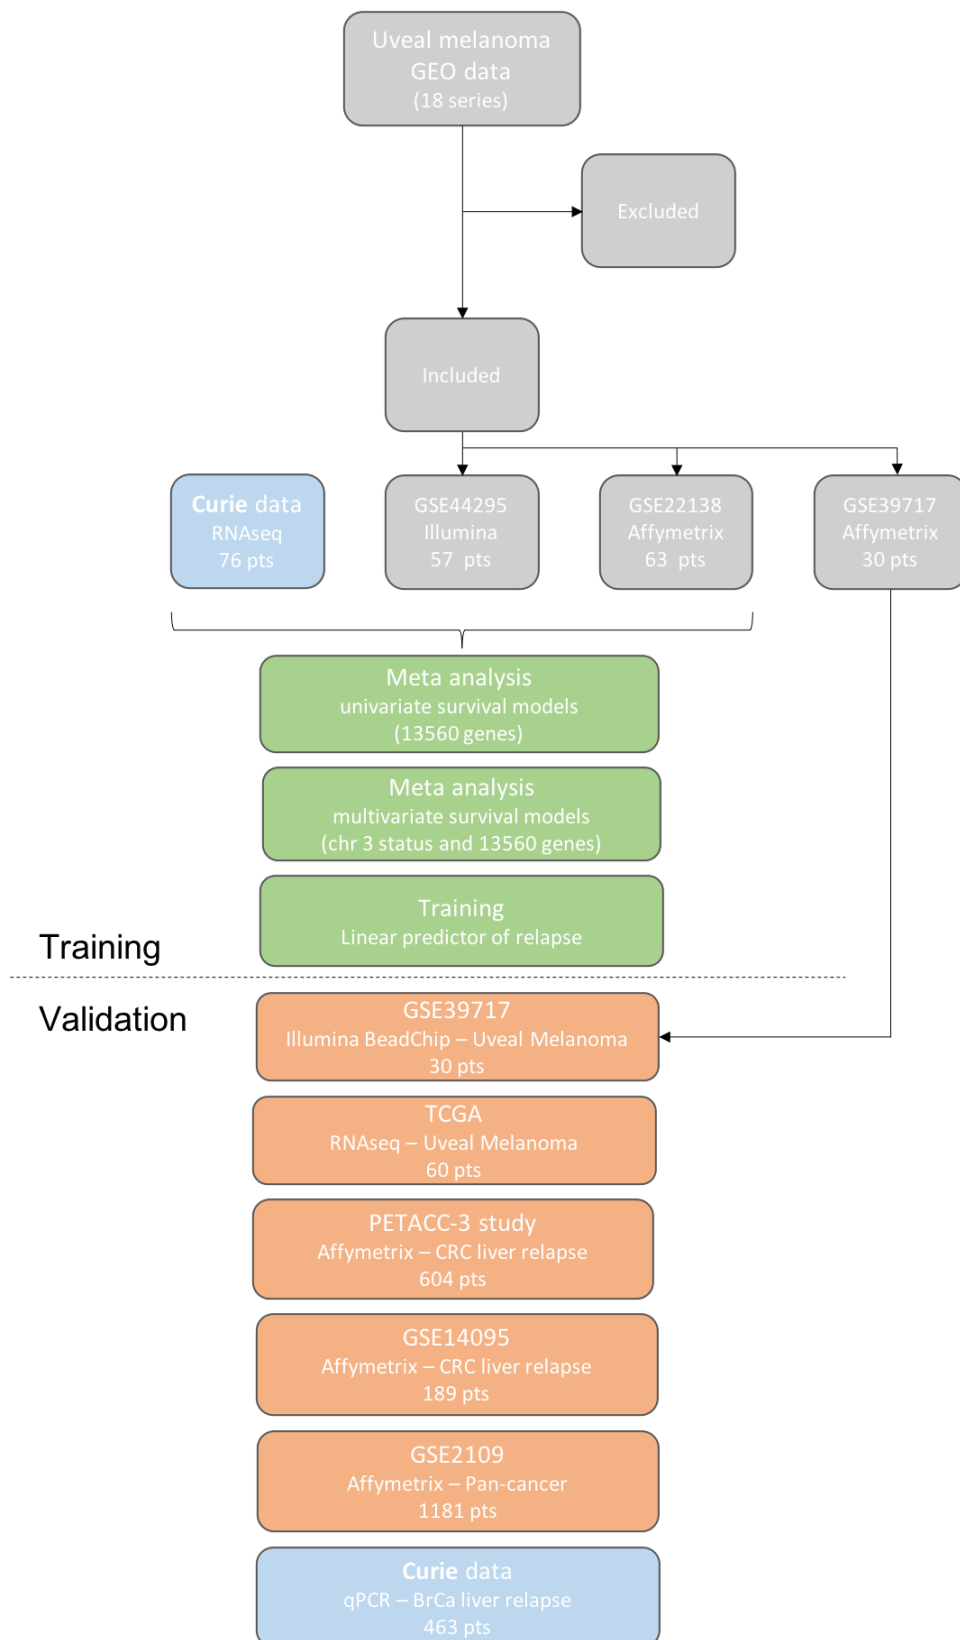 Uveal melanoma
GEO data
(18 series)
Excluded
Included
Curie data
RNAseq
76 pts
GSE44295
Illumina
57 pts
GSE22138
Affymetrix
63 pts
GSE39717
Affymetrix
30 pts
Meta analysis
univariate survival models
(13560 genes)
Meta analysis
multivariate survival models
(chr 3 status and 13560 genes)
Training
Linear predictor of relapse
Training
Validation
GSE39717
Illumina BeadChip – Uveal Melanoma
30 pts
TCGA
RNAseq – Uveal Melanoma
60 pts
PETACC-3 study
Affymetrix – CRC liver relapse
604 pts
GSE14095
Affymetrix – CRC liver relapse
189 pts
GSE2109
Affymetrix – Pan-cancer
1181 pts
Curie data
qPCR – BrCa liver relapse
463 pts